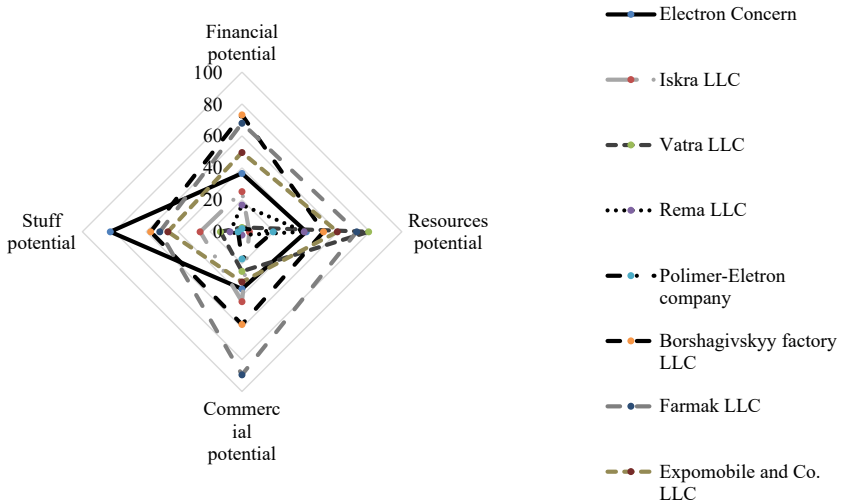 Financial
potential
100
80
60
40
20
0
Stuff
potential
Resources
potential
Commerc
ial
potential
Electron Concern
Iskra LLC
Vatra LLC
Rema LLC
Polimer-Eletron
company
Borshagivskyy factory
LLC
Farmak LLC
Expomobile and Co.
LLC